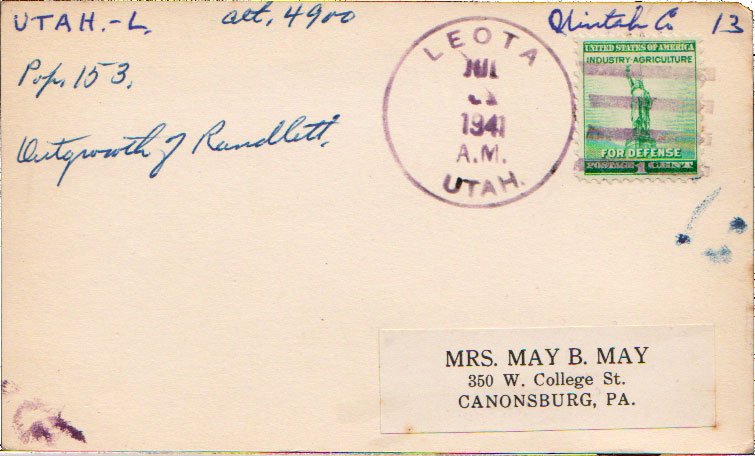 UTAH.-L. alt, 4900 Uintah Co 13
Pop. 153.
Outgrowth of Randlett.
LEOTA
JUL
1941
A.M.
UTAH.
UNITED STATES OF AMERICA
INDUSTRY·AGRICULTURE
FOR DEFENSE
POSTAGE 1 CENT
MRS. MAY B. MAY
350 W. College St.
CANONSBURG, PA.